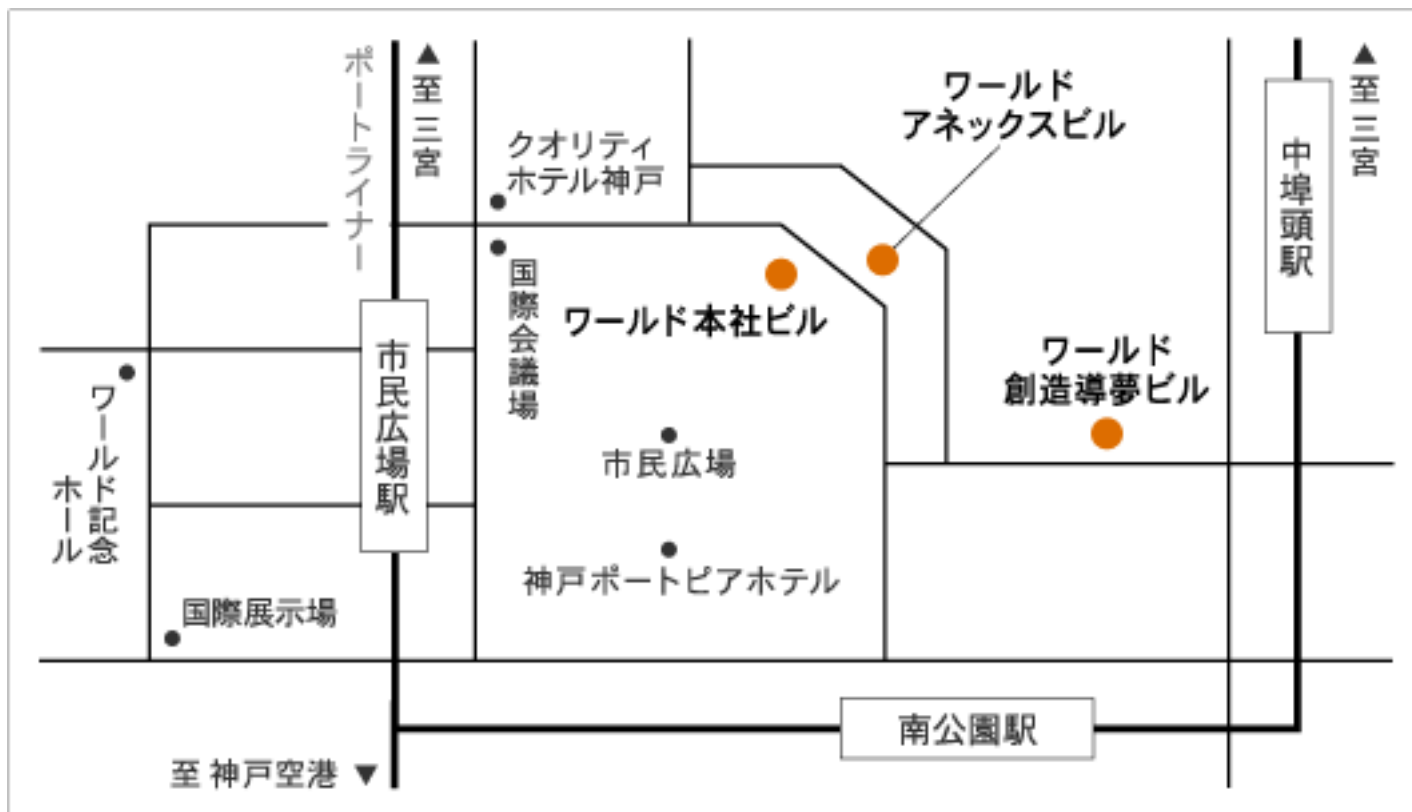 ポートライナー
▲至三宮
クオリティ
ホテル神戸
ワールド
アネックスビル
▲至三宮
中埠頭駅
国際会議場
ワールド本社ビル
市民広場駅
ワールド
創造導夢ビル
ワールド記念
ホール
市民広場
神戸ポートピアホテル
国際展示場
南公園駅
至 神戸空港 ▼